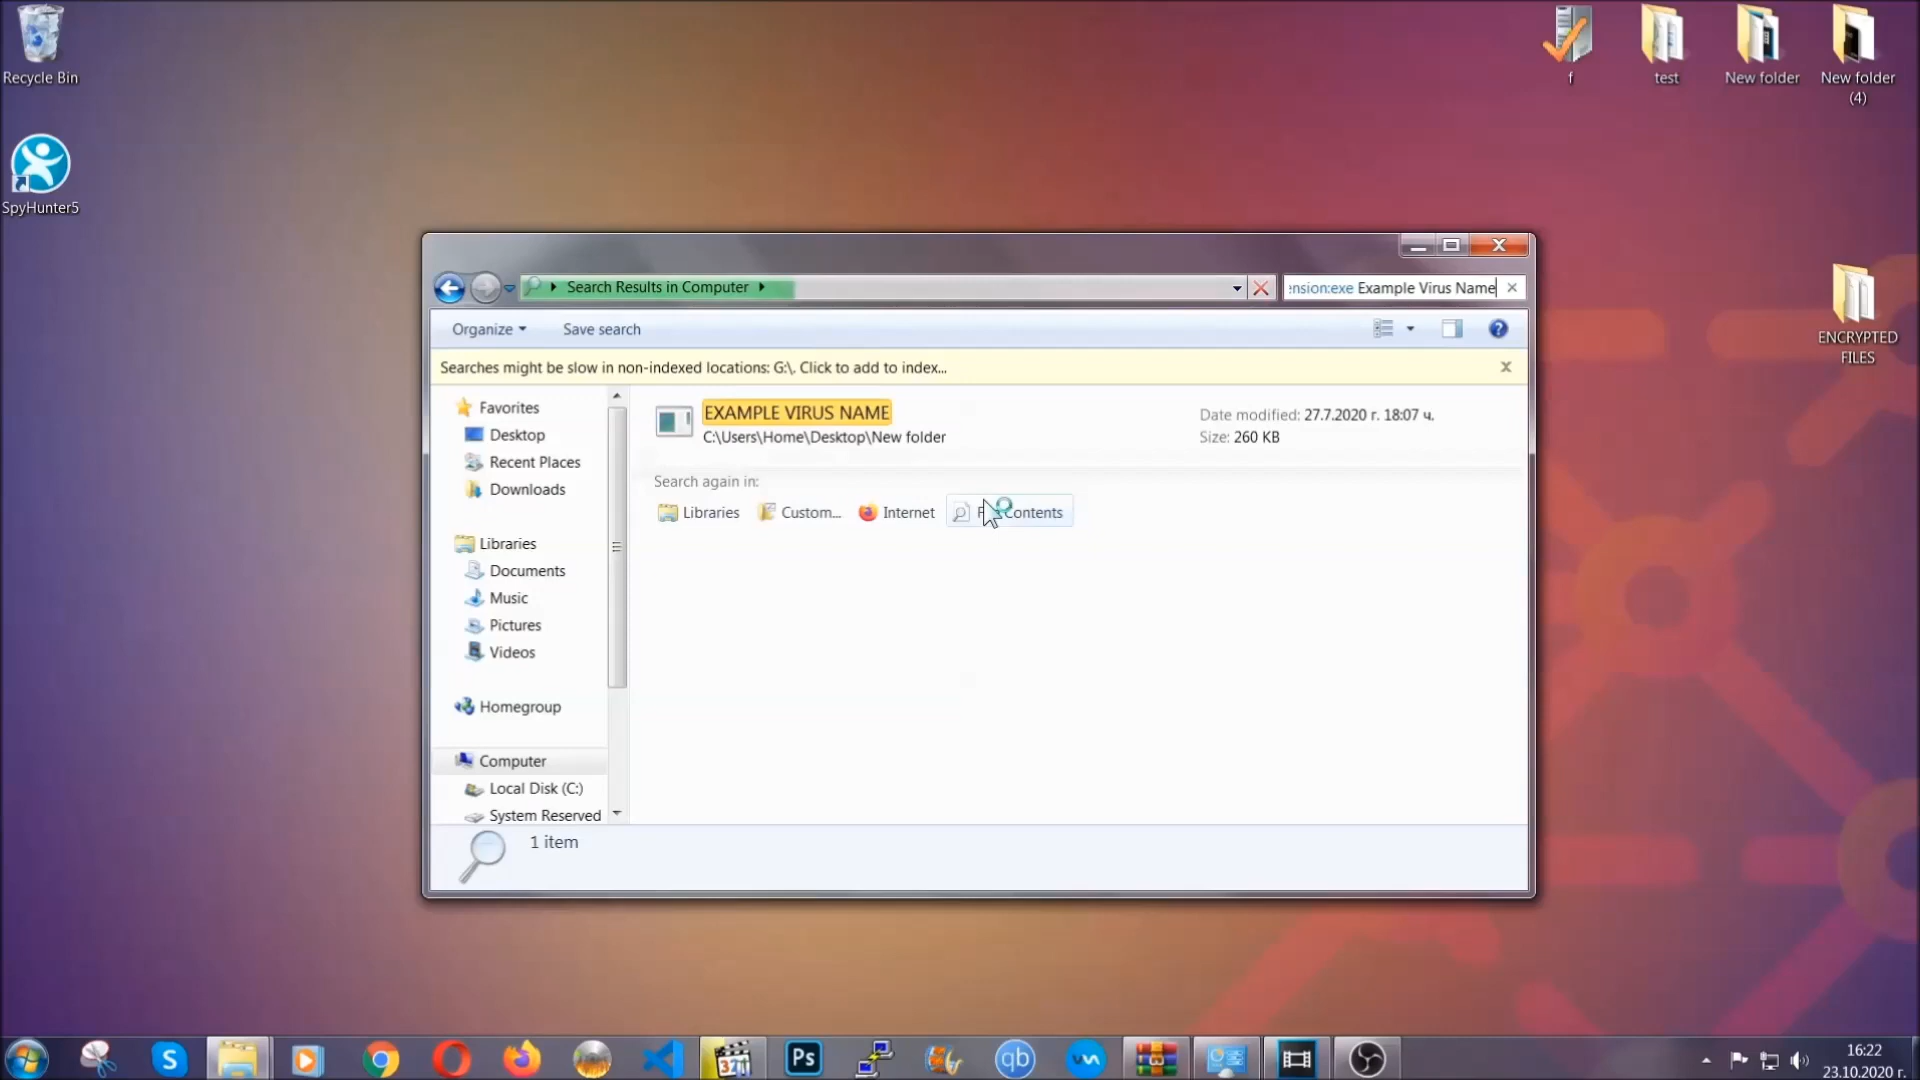 Recycle Bin
SpyHunter5
f
test
New folder
New folder
(4)
ENCRYPTED
FILES
Search Results in Computer
ension:exe Example Virus Name
Organize
Save search
Searches might be slow in non-indexed locations: G:\. Click to add to index...
Favorites
Desktop
Recent Places
Downloads
Libraries
Documents
Music
Pictures
Videos
Homegroup
Computer
Local Disk (C:)
System Reserved
EXAMPLE VIRUS NAME
C:\Users\Home\Desktop\New folder
Date modified: 27.7.2020 г. 18:07 ч.
Size: 260 KB
Search again in:
Libraries
Custom...
Internet
Contents
1 item
S
Ps
qb
16:22
23.10.2020 г.